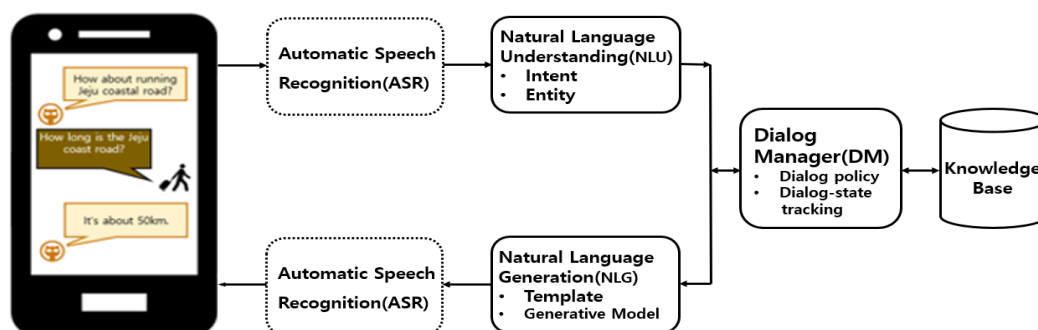 How about running
Jeju coastal road?
How long is the Jeju
coast road?
It's about 50km.
Automatic Speech
Recognition(ASR)
Natural Language
Understanding(NLU)
• Intent
• Entity
Dialog
Manager(DM)
• Dialog policy
• Dialog-state
tracking
Knowledge
Base
Natural Language
Generation(NLG)
• Template
• Generative Model
Automatic Speech
Recognition(ASR)